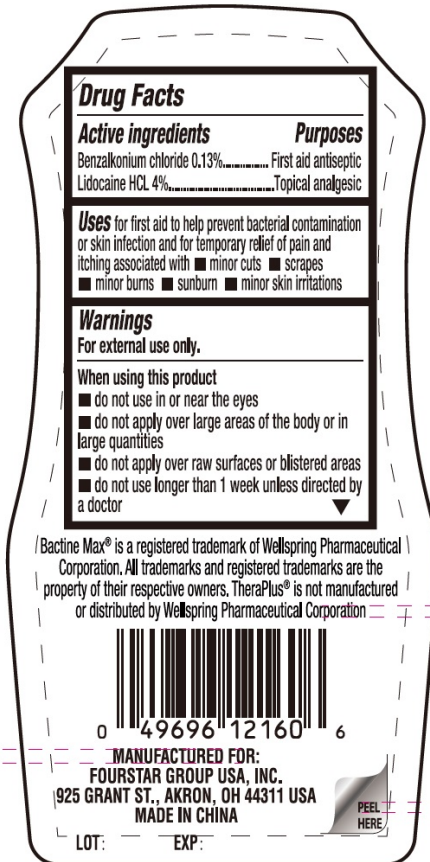 Drug Facts
Active ingredients Purposes
Benzalkonium chloride 0.13%............... First aid antiseptic
Lidocaine HCL 4%.............................Topical analgesic
Uses for first aid to help prevent bacterial contamination
or skin infection and for temporary relief of pain and
itching associated with ■ minor cuts ■ scrapes
■ minor burns ■ sunburn ■ minor skin irritations
Warnings
For external use only.
When using this product
■ do not use in or near the eyes
■ do not apply over large areas of the body or in
large quantities
■ do not apply over raw surfaces or blistered areas
■ do not use longer than 1 week unless directed by
a doctor ▼
Bactine Max® is a registered trademark of Wellspring Pharmaceutical
Corporation. All trademarks and registered trademarks are the
property of their respective owners. TheraPlus® is not manufactured
or distributed by Wellspring Pharmaceutical Corporation
0 49696 12160 6
MANUFACTURED FOR:
FOURSTAR GROUP USA, INC.
925 GRANT ST., AKRON, OH 44311 USA
MADE IN CHINA
PEEL
HERE
LOT: EXP: